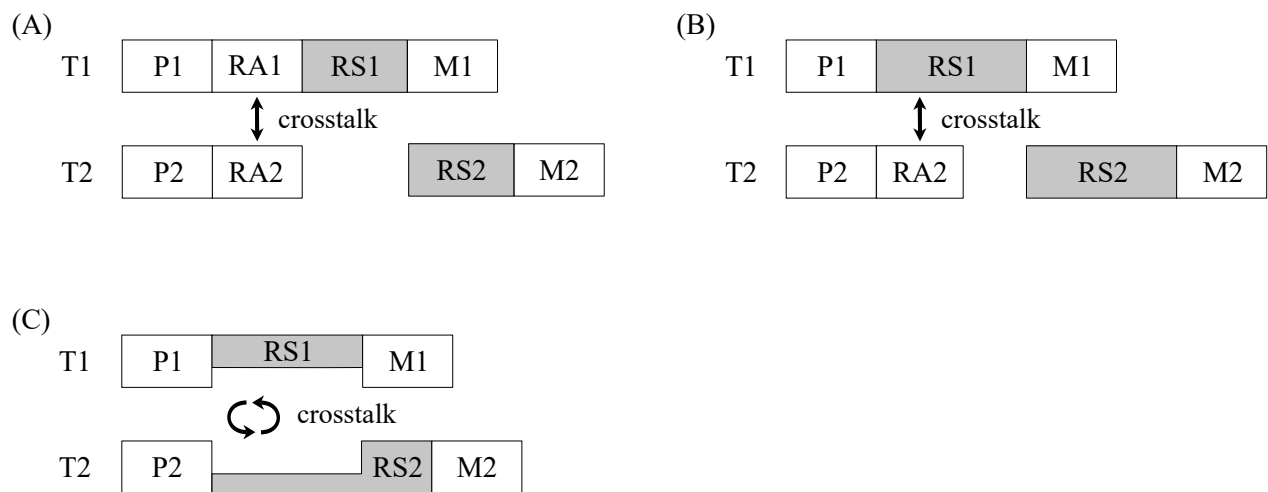 (A)
T1 P1 RA1 RS1 M1
crosstalk
T2 P2 RA2 RS2 M2
(B)
T1 P1 RS1 M1
crosstalk
T2 P2 RA2 RS2 M2
(C)
T1 P1 RS1 M1
crosstalk
T2 P2 RS2 M2